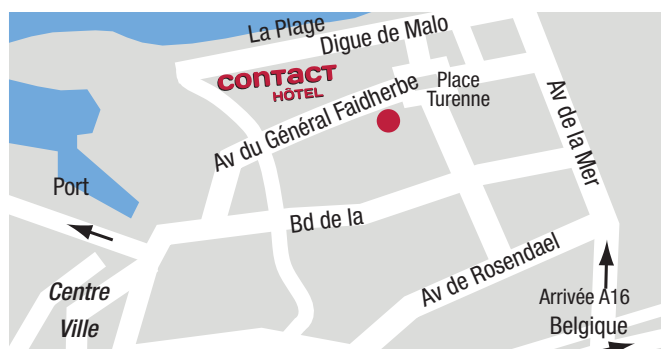 La Plage
Digue de Malo
contact
HÔTEL
Av du Général Faidherbe
Place
Turenne
Av de la Mer
Port
Bd de la
Av de Rosendael
Centre
Ville
Arrivée A16
Belgique